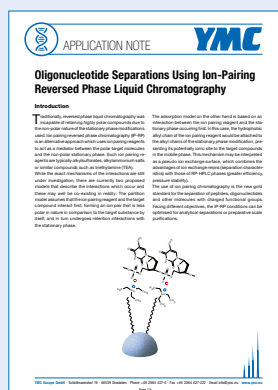 APPLICATION NOTE
YMC
Oligonucleotide Separations Using Ion-Pairing
Reversed Phase Liquid Chromatography
Introduction
Traditionally, reversed phase liquid chromatography was
incapable of retaining highly polar compounds due to
the non-polar nature of the stationary phase modifications
used. Ion pairing reversed phase chromatography (IP-RP)
is an alternative approach which uses ion pairing reagents
to act as a mediator between the polar target molecules
and the non-polar stationary phase. Such ion pairing re-
agents are typically alkylsulfonates, alkylammonium salts
or similar compounds such as triethylamine (TEA).
While the exact mechanisms of the interactions are still
under investigation, there are currently two proposed
models that describe the interactions which occur and
these may well be co-existing in reality: The partition
model assumes that the ion pairing reagent and the target
compound interact first, forming an ion pair that is less
polar in nature in comparison to the target substance by
itself, and in turn undergoes retention interactions with
the stationary phase.
The adsorption model on the other hand is based on an
interaction between the ion pairing reagent and the sta-
tionary phase occurring first. In this case, the hydrophobic
alkyl chain of the ion pairing reagent would be attached to
the alkyl chains of the stationary phase modification, pre-
senting its potentially ionic site to the target compounds
in the mobile phase. This mechanism may be interpreted
as a pseudo ion exchange surface, which combines the
advantages of ion exchange resins (separation character-
istics) with those of RP-HPLC phases (greater efficiency,
pressure stability).
The use of ion pairing chromatography is the new gold
standard for the separation of peptides, oligonucleotides
and other molecules with charged functional groups.
Facing different objectives, the IP-RP conditions can be
optimised for analytical separations or preparative scale
purifications.
YMC Europe GmbH